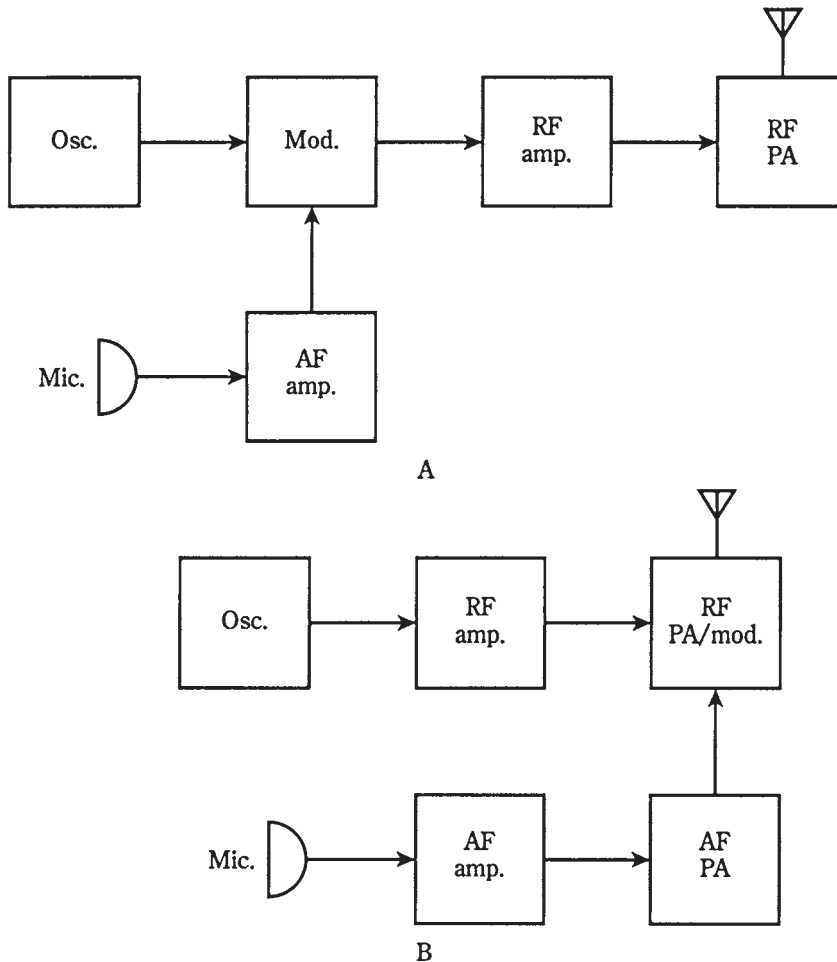 Osc.
Mod.
RF
amp.
RF
PA
Mic.
AF
amp.
A
Osc.
RF
amp.
RF
PA/mod.
Mic.
AF
amp.
AF
PA
B